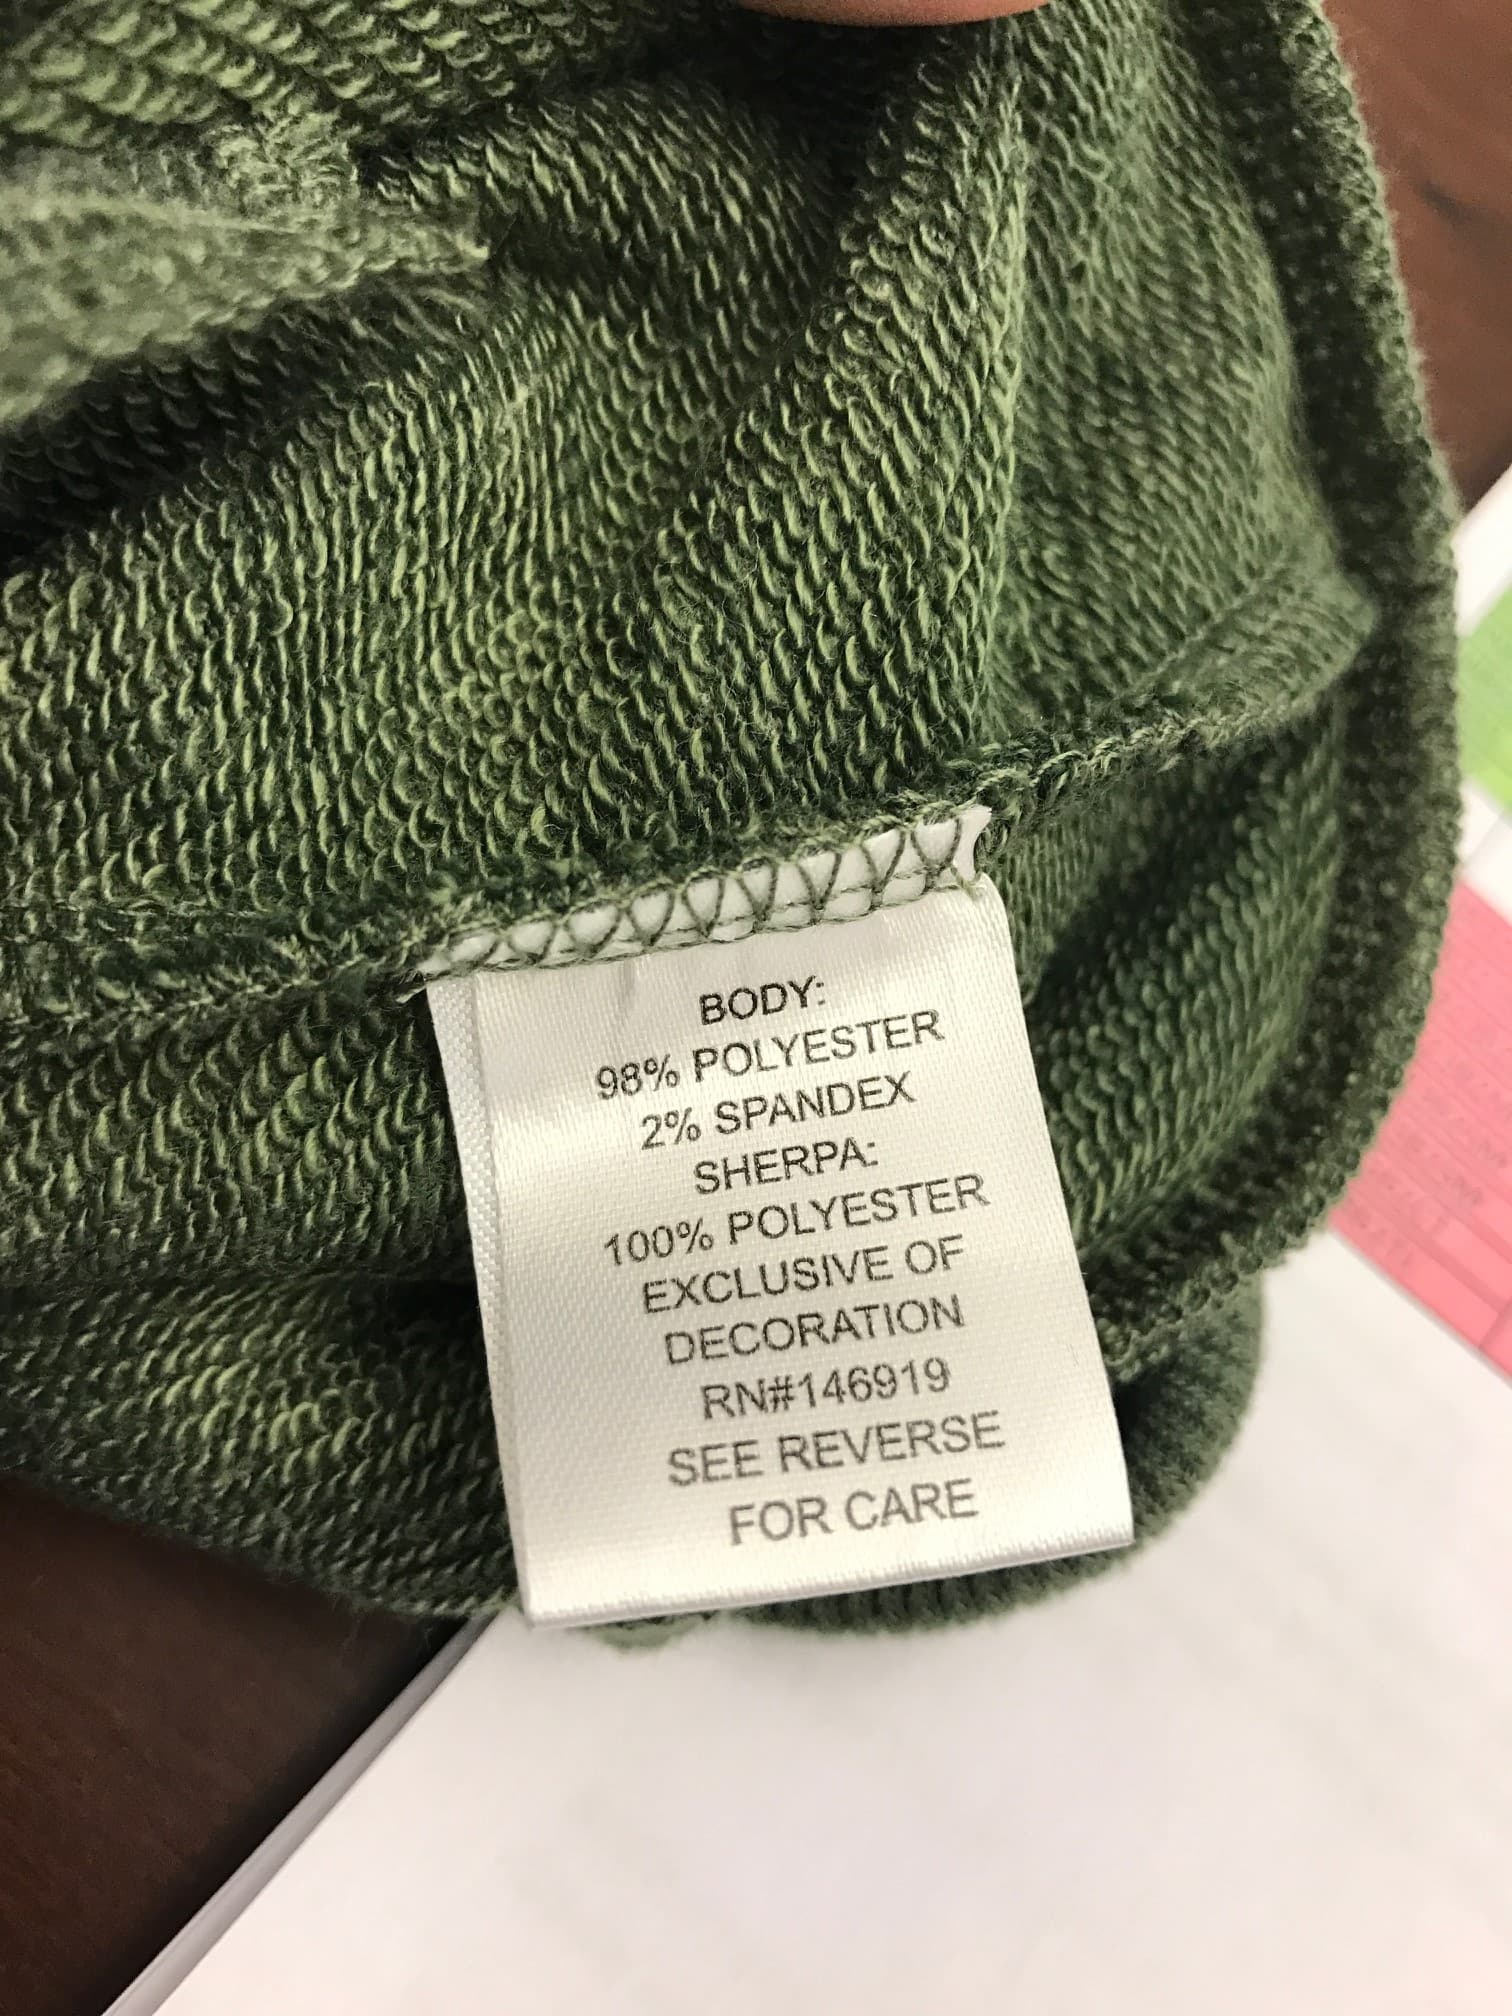 BODY:
98% POLYESTER
2% SPANDEX
SHERPA:
100% POLYESTER
EXCLUSIVE OF
DECORATION
RN#146919
SEE REVERSE
FOR CARE